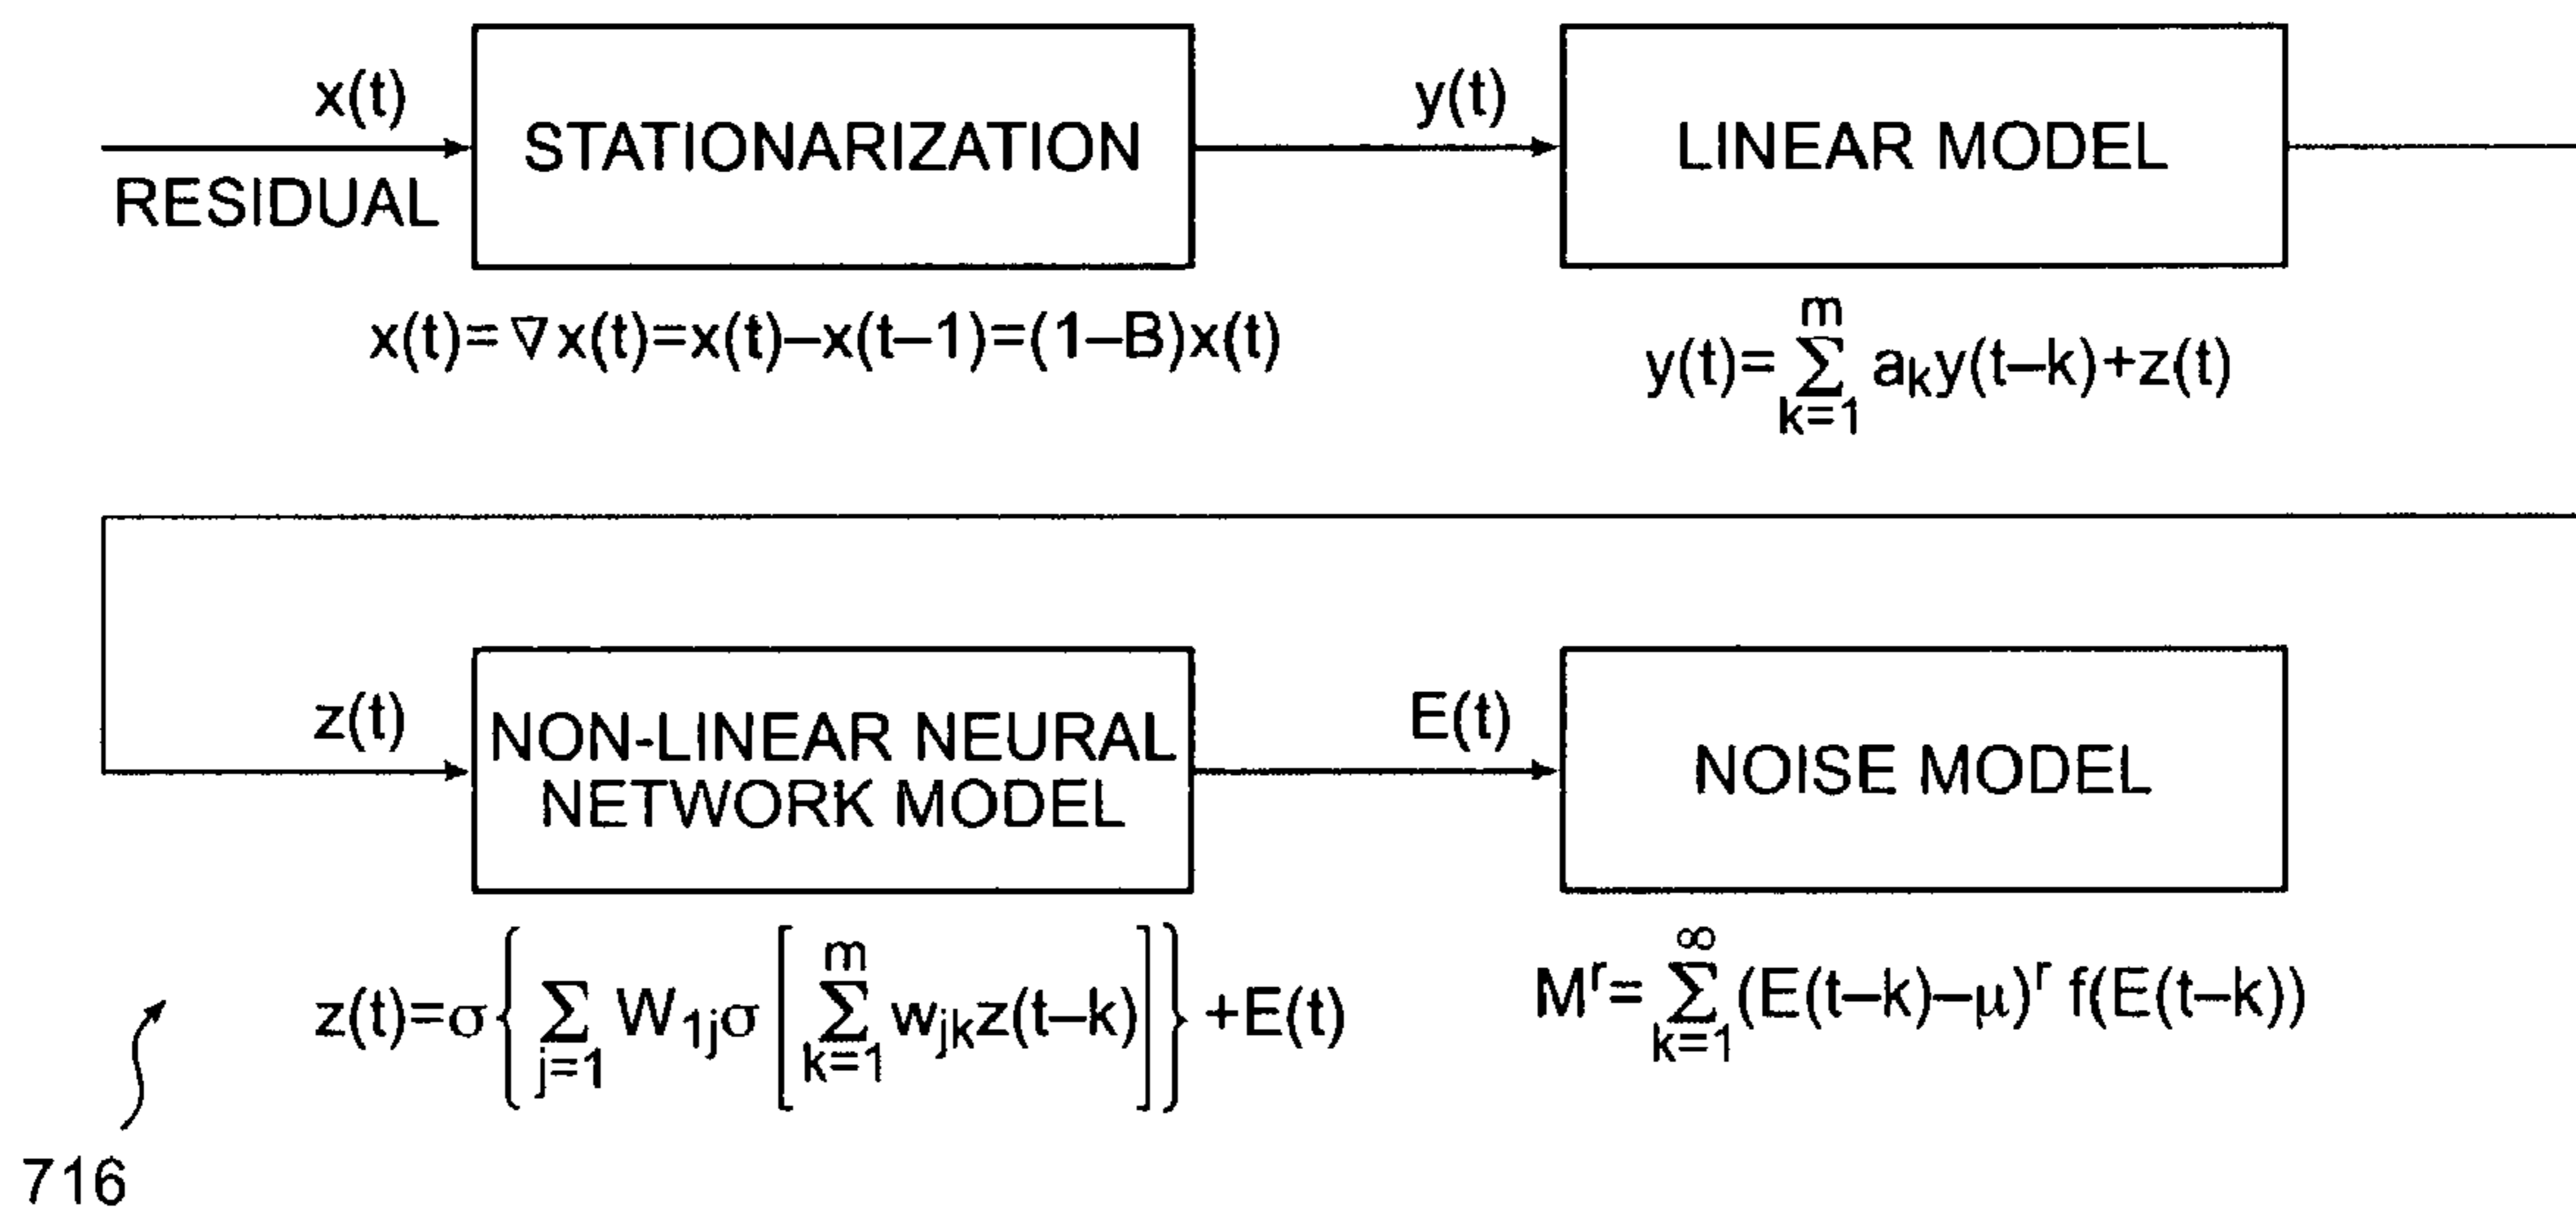 x(t)
RESIDUAL
STATIONARIZATION
x(t)=∇x(t)=x(t)–x(t–1)=(1–B)x(t)
y(t)
LINEAR MODEL
y(t)=∑_{k=1}^{m} a_k y(t–k)+z(t)
z(t)
NON-LINEAR NEURAL
NETWORK MODEL
z(t)=σ{∑_{j=1} W_{1j}σ[∑_{k=1}^{m} w_{jk}z(t–k)]}+E(t)
E(t)
NOISE MODEL
M^r=∑_{k=1}^{∞}(E(t–k)–μ)^r f(E(t–k))
716